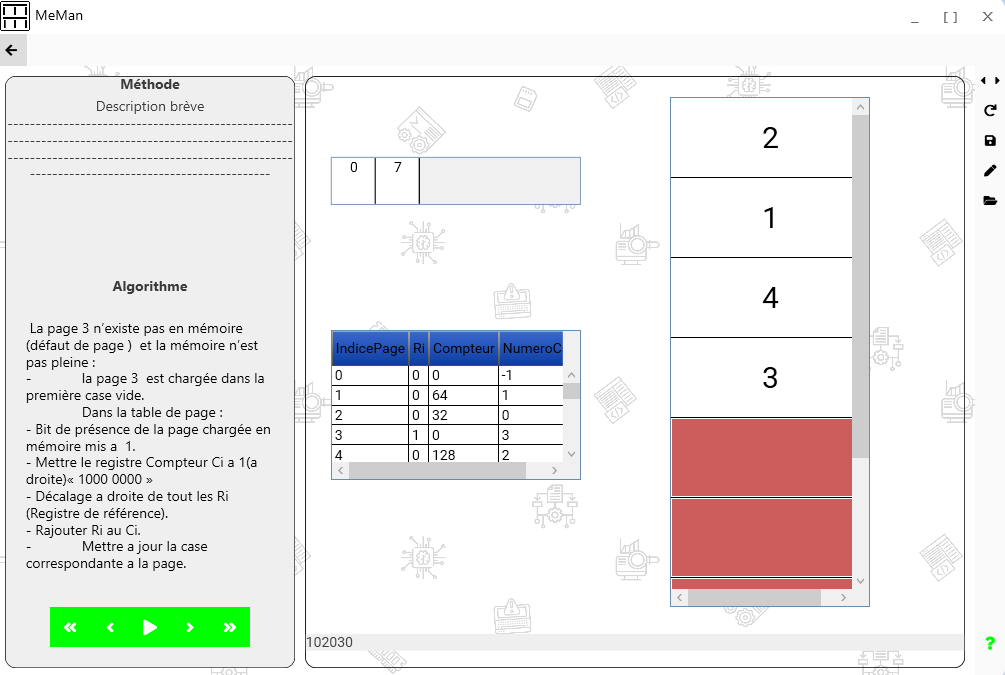 MeMan
Méthode
Description brève
-----------------------------------------------------------
-----------------------------------------------------------
-----------------------------------------------------------
--------------------------------------------------
Algorithme
La page 3 n'existe pas en mémoire
(défaut de page )  et la mémoire n'est
pas pleine :
- la page 3  est chargée dans la
première case vide.
Dans la table de page :
- Bit de présence de la page chargée en
mémoire mis a  1.
- Mettre le registre Compteur Ci a 1(a
droite)« 1000 0000 »
- Décalage a droite de tout les Ri
(Registre de référence).
- Rajouter Ri au Ci.
- Mettre a jour la case
correspondante a la page.
0 7
IndicePage Ri Compteur NumeroC
0 0 0 -1
1 0 64 1
2 0 32 0
3 1 0 3
4 0 128 2
2
1
4
3
102030
?